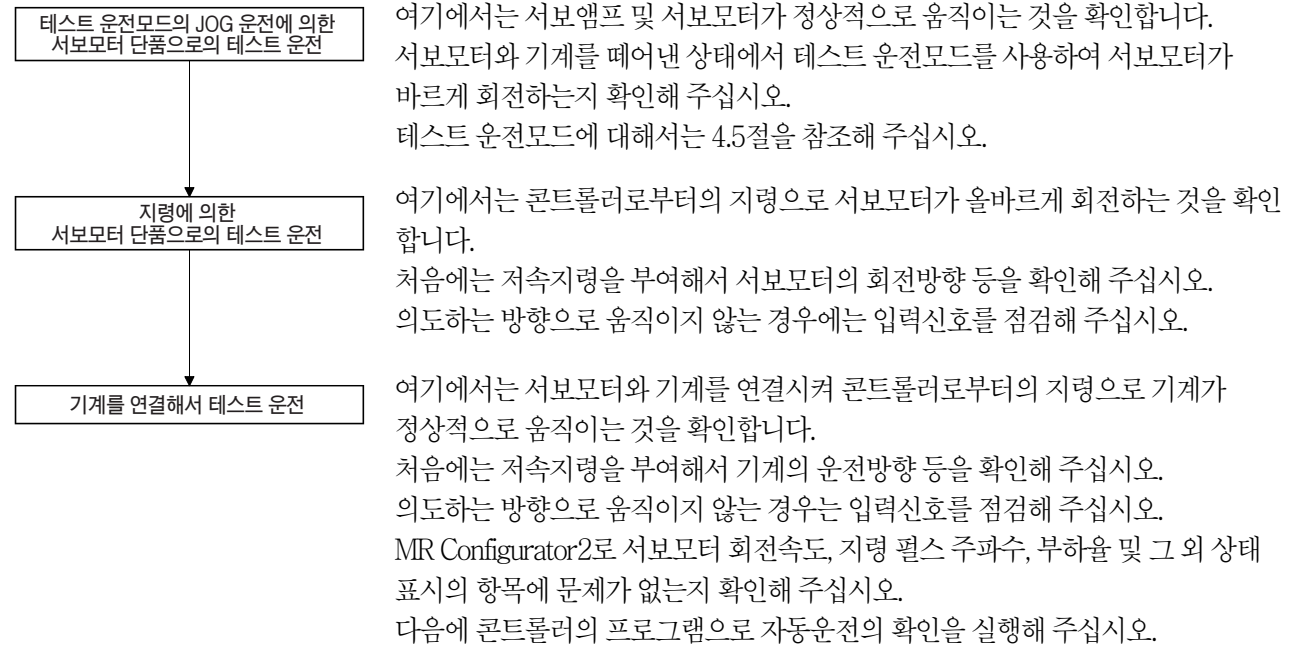 테스트 운전모드의 JOG 운전에 의한
서보모터 단품으로의 테스트 운전
여기에서는 서보앰프 및 서보모터가 정상적으로 움직이는 것을 확인합니다.
서보모터와 기계를 떼어낸 상태에서 테스트 운전모드를 사용하여 서보모터가
바르게 회전하는지 확인해 주십시오.
테스트 운전모드에 대해서는 4.5절을 참조해 주십시오.
지령에 의한
서보모터 단품으로의 테스트 운전
여기에서는 콘트롤러로부터의 지령으로 서보모터가 올바르게 회전하는 것을 확인
합니다.
처음에는 저속지령을 부여해서 서보모터의 회전방향 등을 확인해 주십시오.
의도하는 방향으로 움직이지 않는 경우에는 입력신호를 점검해 주십시오.
기계를 연결해서 테스트 운전
여기에서는 서보모터와 기계를 연결시켜 콘트롤러로부터의 지령으로 기계가
정상적으로 움직이는 것을 확인합니다.
처음에는 저속지령을 부여해서 기계의 운전방향 등을 확인해 주십시오.
의도하는 방향으로 움직이지 않는 경우는 입력신호를 점검해 주십시오.
MR Configurator2로 서보모터 회전속도, 지령 펄스 주파수, 부하율 및 그 외 상태
표시의 항목에 문제가 없는지 확인해 주십시오.
다음에 콘트롤러의 프로그램으로 자동운전의 확인을 실행해 주십시오.